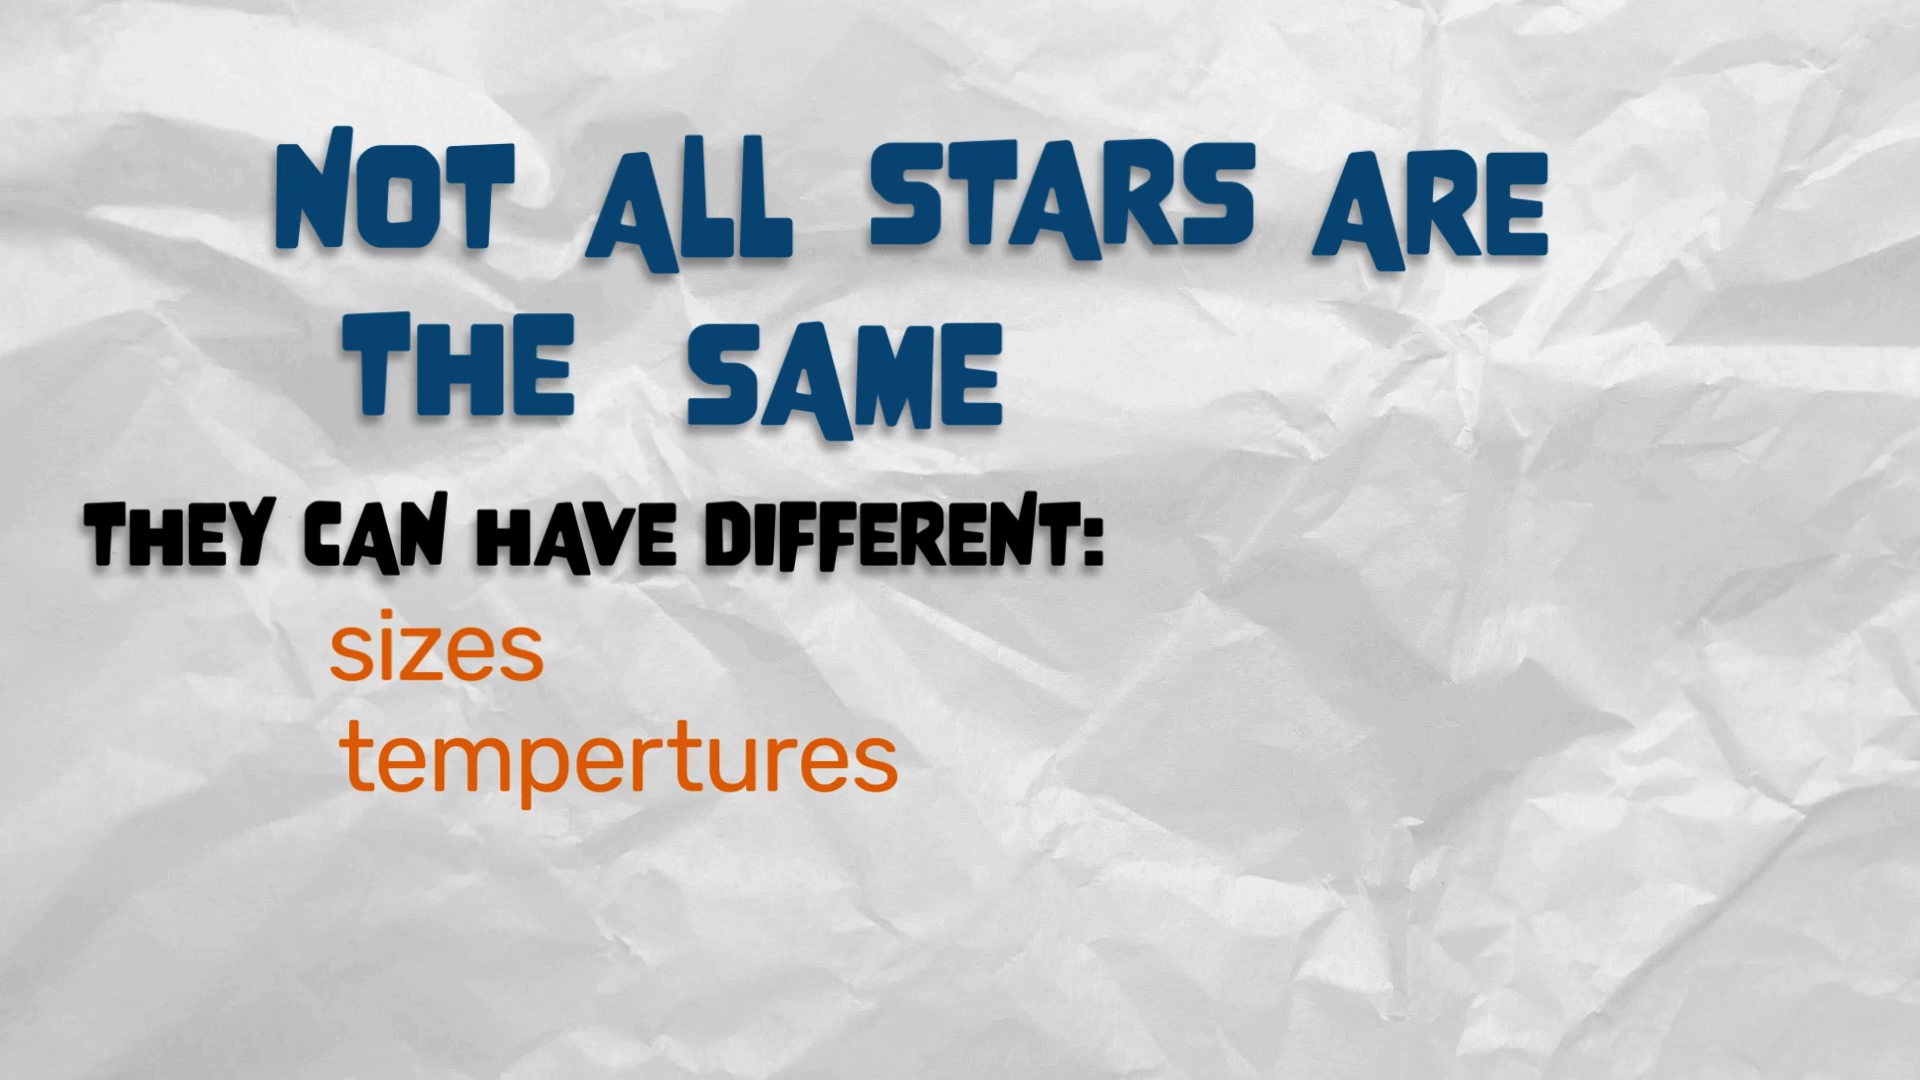 NOT ALL STARS ARE
THE SAME
THEY CAN HAVE DIFFERENT:
sizes
tempertures